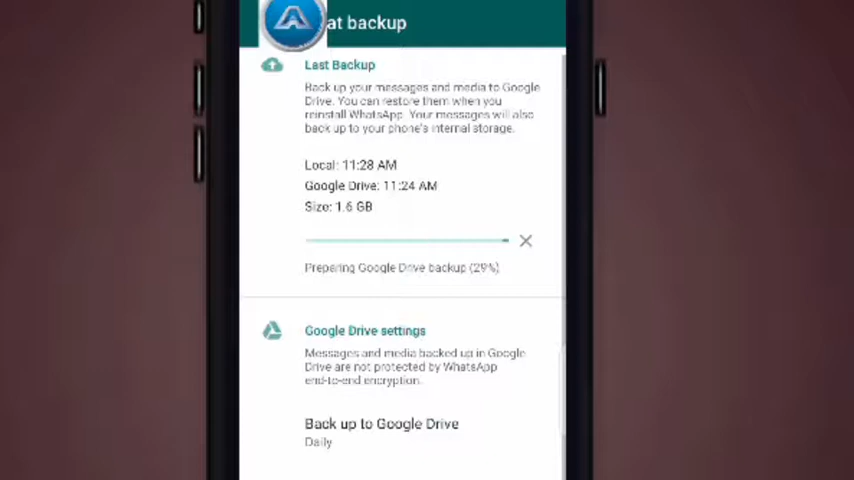 at backup
Last Backup
Back up your messages and media to Google
Drive. You can restore them when you
reinstall WhatsApp. Your messages will also
back up to your phone's internal storage.
Local: 11:28 AM
Google Drive: 11:24 AM
Size: 1.6 GB
Preparing Google Drive backup (29%)
Google Drive settings
Messages and media backed up in Google
Drive are not protected by WhatsApp
end-to-end encryption.
Back up to Google Drive
Daily